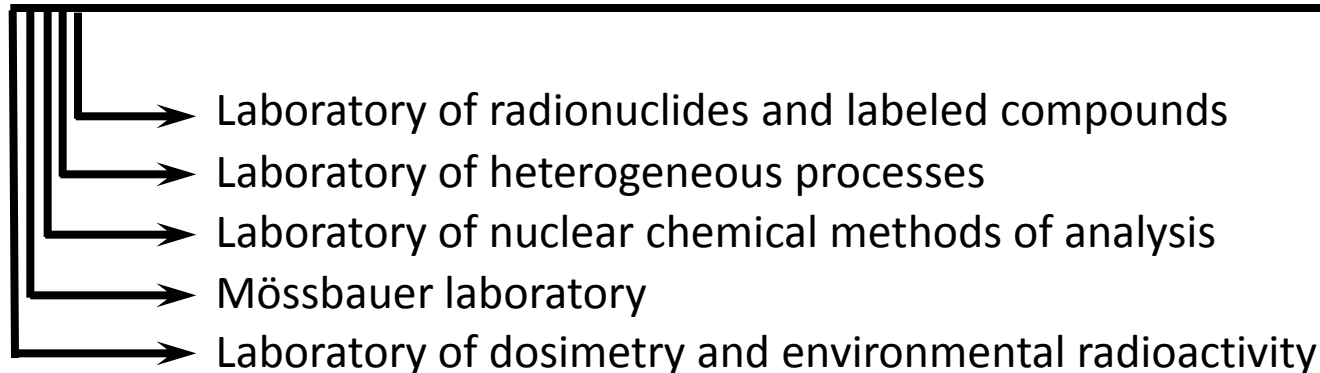 Laboratory of radionuclides and labeled compounds
Laboratory of heterogeneous processes
Laboratory of nuclear chemical methods of analysis
Mössbauer laboratory
Laboratory of dosimetry and environmental radioactivity